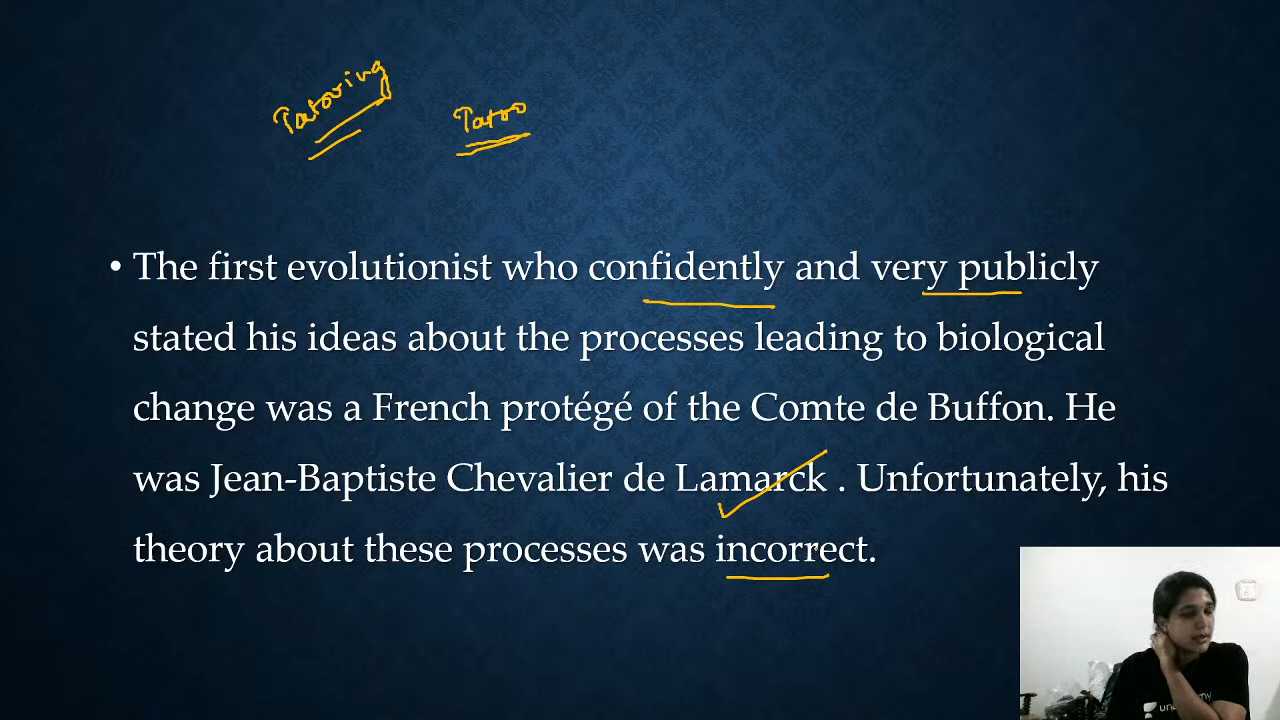 Tatooing
Tatoo
• The first evolutionist who confidently and very publicly
stated his ideas about the processes leading to biological
change was a French protégé of the Comte de Buffon. He
was Jean-Baptiste Chevalier de Lamarck . Unfortunately, his
theory about these processes was incorrect.